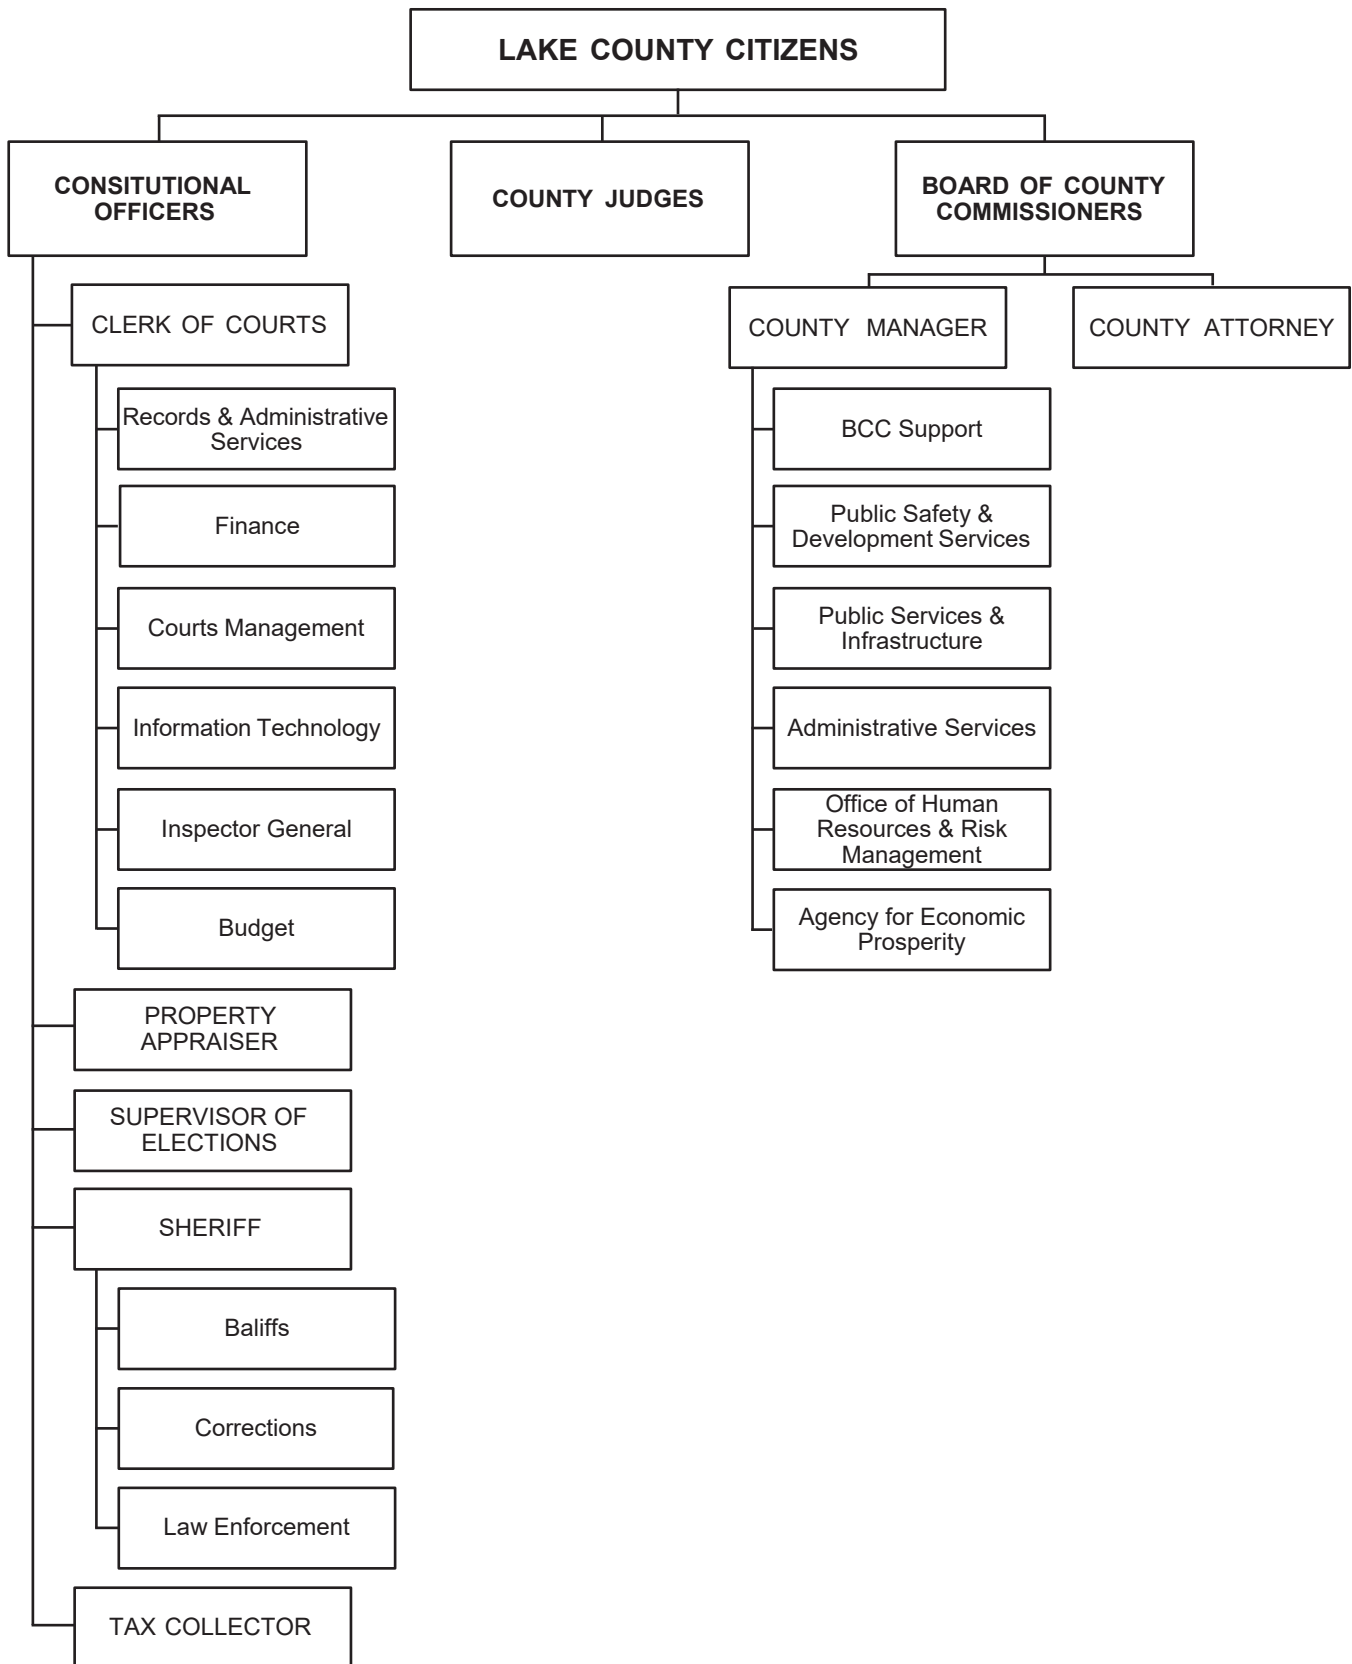 LAKE COUNTY CITIZENS
CONSITUTIONAL
OFFICERS
COUNTY JUDGES
BOARD OF COUNTY
COMMISSIONERS
CLERK OF COURTS
Records & Administrative
Services
Finance
Courts Management
Information Technology
Inspector General
Budget
PROPERTY
APPRAISER
SUPERVISOR OF
ELECTIONS
SHERIFF
Baliffs
Corrections
Law Enforcement
TAX COLLECTOR
COUNTY MANAGER
COUNTY ATTORNEY
BCC Support
Public Safety &
Development Services
Public Services &
Infrastructure
Administrative Services
Office of Human
Resources & Risk
Management
Agency for Economic
Prosperity